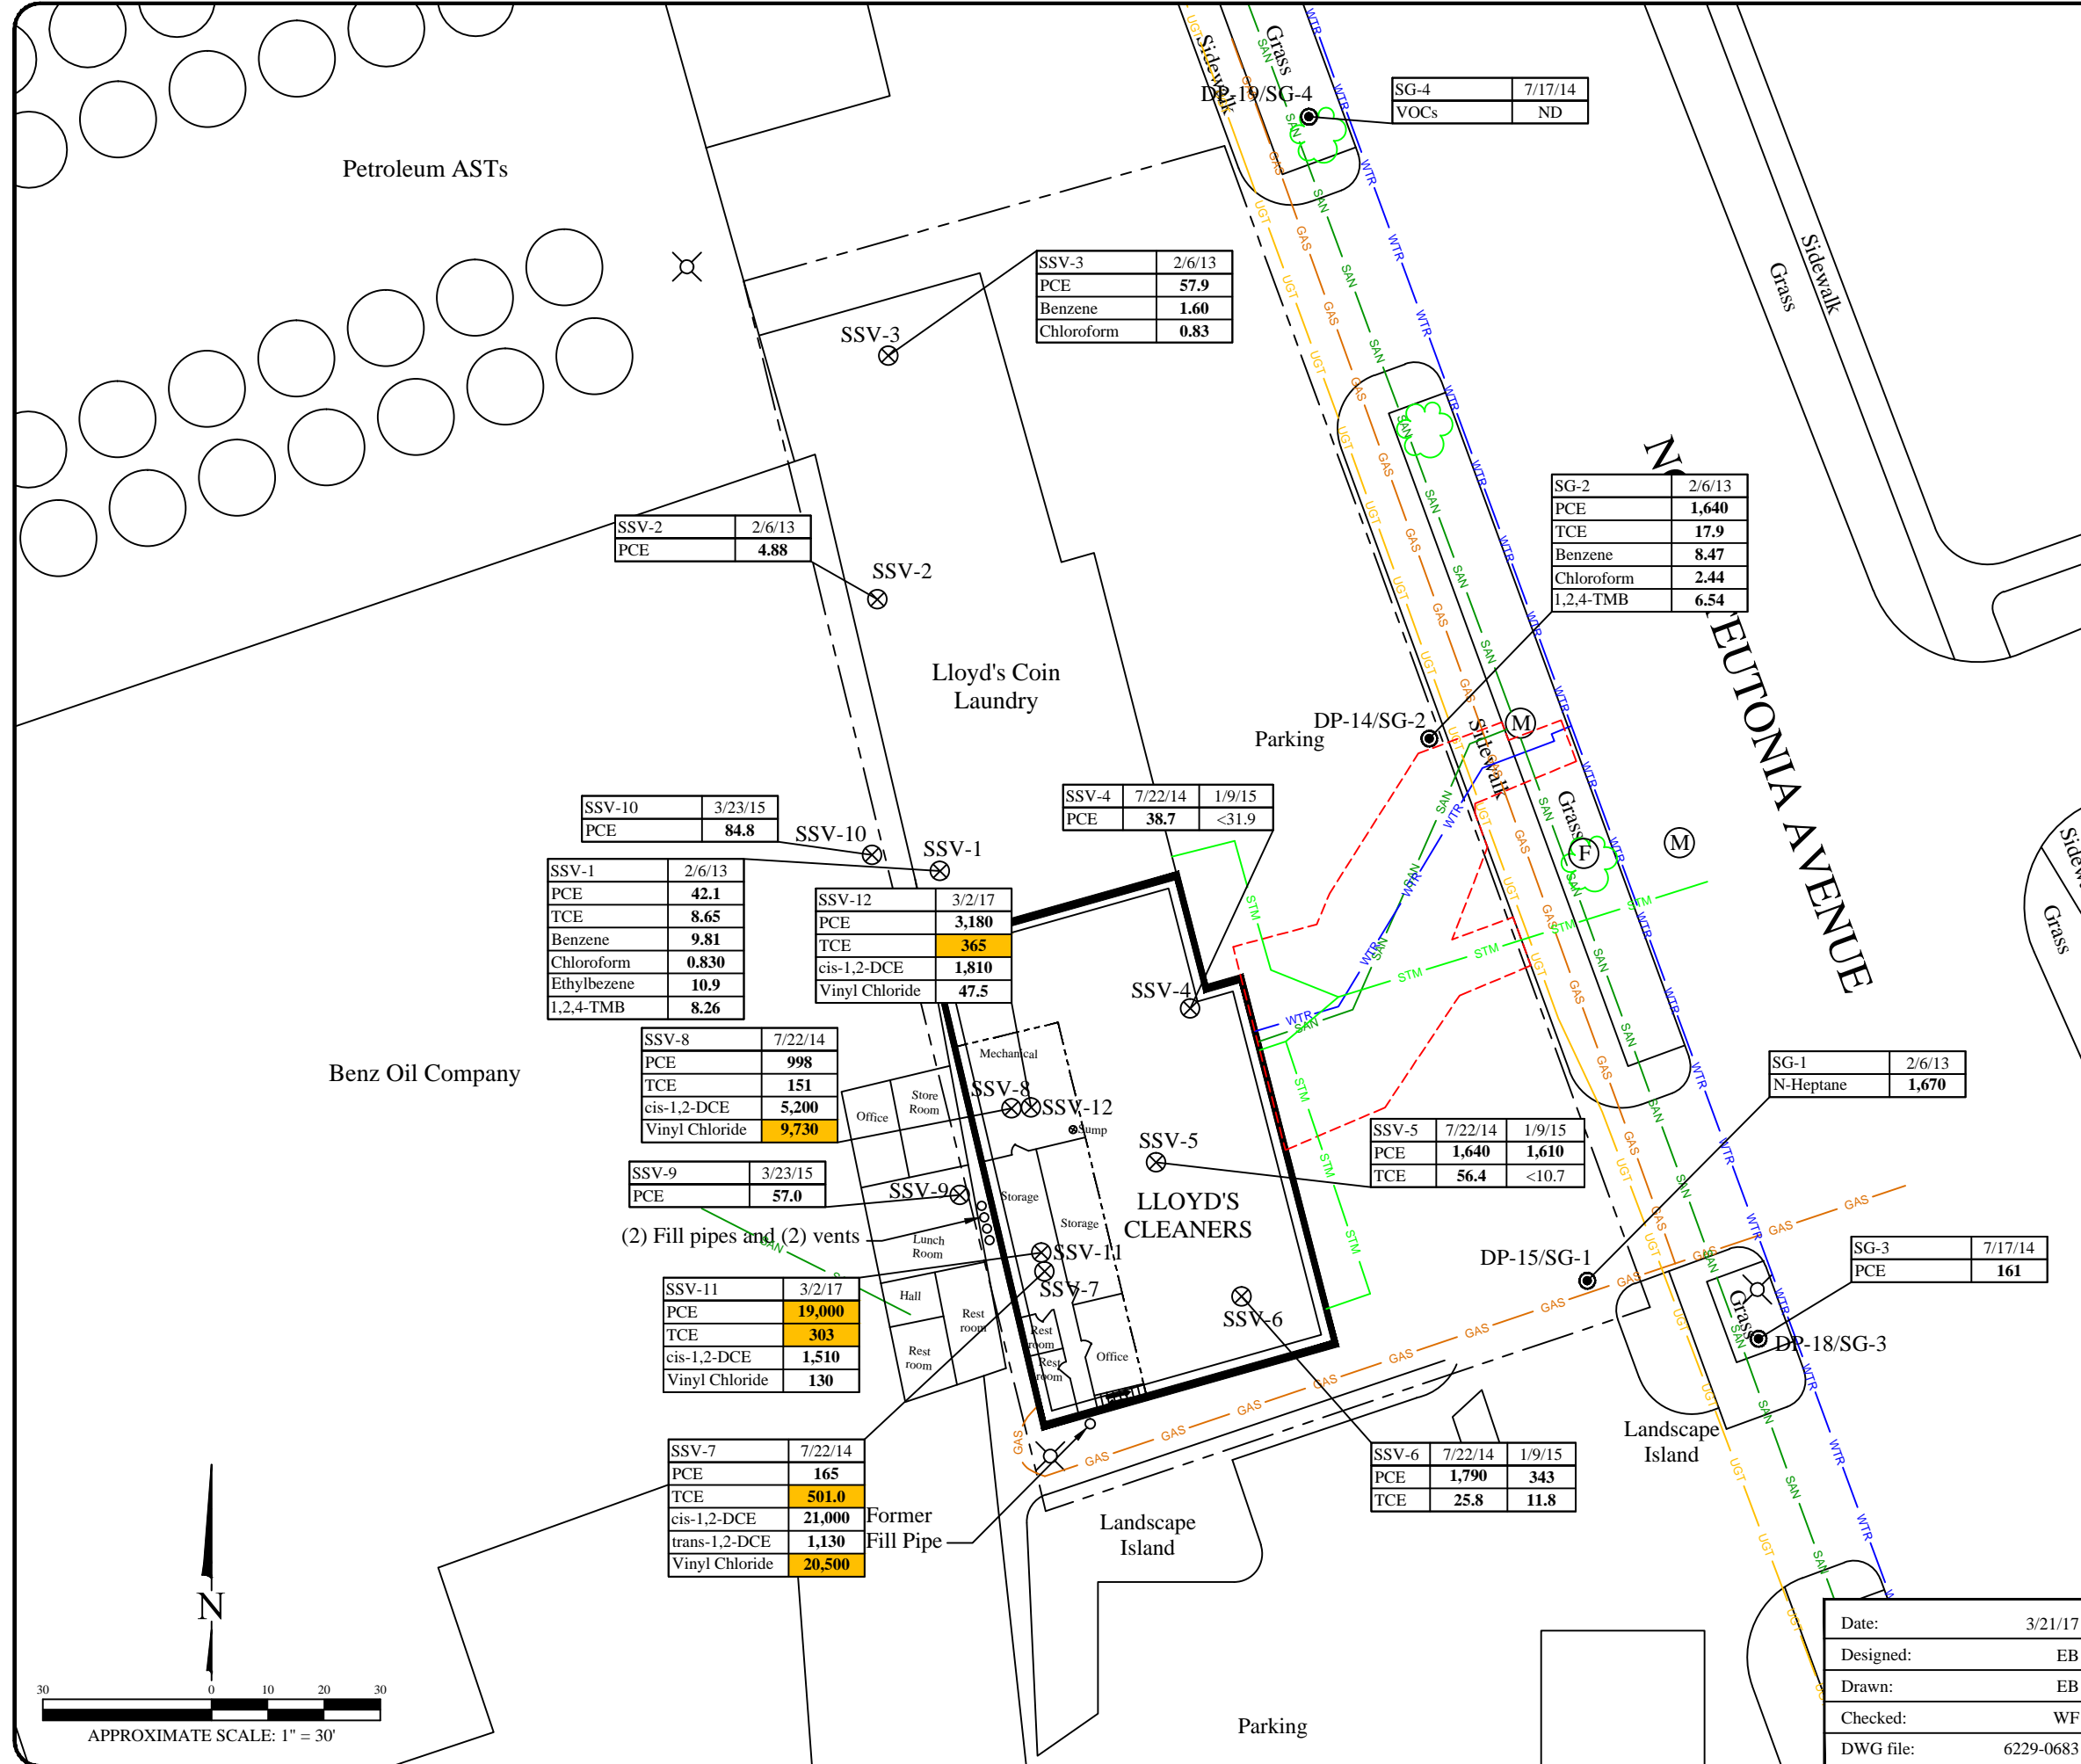 Petroleum ASTs
Sidewalk
Grass
DP-19/SG-4
SG-4 7/17/14
VOCs ND
Grass
Sidewalk
SSV-3 2/6/13
PCE 57.9
Benzene 1.60
Chloroform 0.83
SSV-3
SG-2 2/6/13
PCE 1,640
TCE 17.9
Benzene 8.47
Chloroform 2.44
1,2,4-TMB 6.54
SSV-2 2/6/13
PCE 4.88
SSV-2
Lloyd's Coin
Laundry
DP-14/SG-2
Parking
Sidewalk
M
Grass
F
M
TEUTONIA AVENUE
Grass
SSV-10 3/23/15
PCE 84.8
SSV-10
SSV-1
SSV-4 7/22/14 1/9/15
PCE 38.7 <31.9
SSV-1 2/6/13
PCE 42.1
TCE 8.65
Benzene 9.81
Chloroform 0.830
Ethylbezene 10.9
1,2,4-TMB 8.26
SSV-12 3/2/17
PCE 3,180
TCE 365
cis-1,2-DCE 1,810
Vinyl Chloride 47.5
SSV-4
Benz Oil Company
SSV-8 7/22/14
PCE 998
TCE 151
cis-1,2-DCE 5,200
Vinyl Chloride 9,730
Mechanical
SSV-8
SSV-12
Sump
Office
Store
Room
SG-1 2/6/13
N-Heptane 1,670
SSV-5
SSV-5 7/22/14 1/9/15
PCE 1,640 1,610
TCE 56.4 <10.7
SSV-9 3/23/15
PCE 57.0
SSV-9
Storage
Storage
LLOYD'S
CLEANERS
(2) Fill pipes and (2) vents
Lunch
Room
SSV-11
SSV-7
DP-15/SG-1
SG-3 7/17/14
PCE 161
SSV-11 3/2/17
PCE 19,000
TCE 303
cis-1,2-DCE 1,510
Vinyl Chloride 130
Hall
Rest
room
Rest
room
Rest
room
Rest
room
Office
SSV-6
Grass
DP-18/SG-3
Landscape
Island
SSV-7 7/22/14
PCE 165
TCE 501.0
cis-1,2-DCE 21,000
trans-1,2-DCE 1,130
Vinyl Chloride 20,500
SSV-6 7/22/14 1/9/15
PCE 1,790 343
TCE 25.8 11.8
Former
Fill Pipe
Landscape
Island
N
30 0 10 20 30
APPROXIMATE SCALE: 1" = 30'
Parking
Date: 3/21/17
Designed: EB
Drawn: EB
Checked: WF
DWG file: 6229-0683
UGT
GAS
SAN
WTR
STM